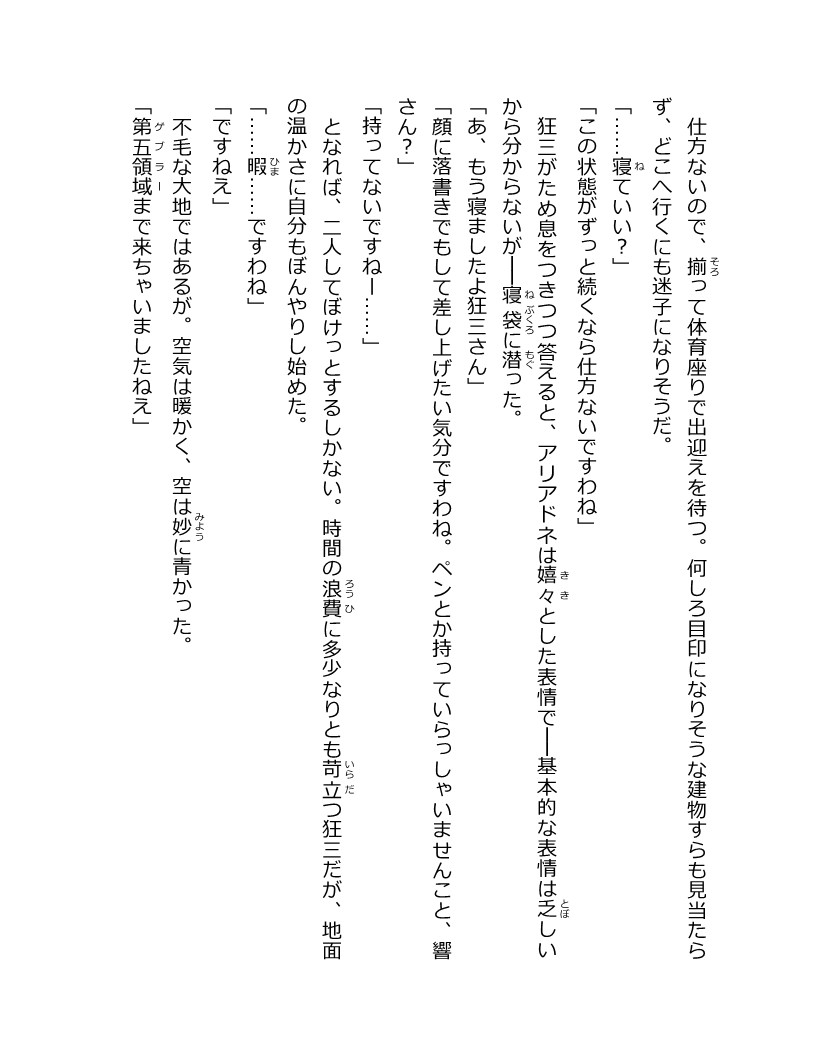 仕方ないので、揃って体育座りで出迎えを待つ。何しろ目印になりそうな建物すらも見当たら
ず、どこへ行くにも迷子になりそうだ。
「……寝ていい？」
「この状態がずっと続くなら仕方ないですわね」
狂三がため息をつきつつ答えると、アリアドネは嬉々とした表情で――基本的な表情は乏しい
から分からないが――寝袋に潜った。
「あ、もう寝ましたよ狂三さん」
「顔に落書きでもして差し上げたい気分ですわね。ペンとか持っていらっしゃいませんこと、響
さん？」
「持ってないですねー……」
となれば、二人してぼけっとするしかない。時間の浪費に多少なりとも苛立つ狂三だが、地面
の温かさに自分もぼんやりし始めた。
「……暇……ですわね」
「ですねえ」
不毛な大地ではあるが。空気は暖かく、空は妙に青かった。
「第五領域まで来ちゃいましたねえ」